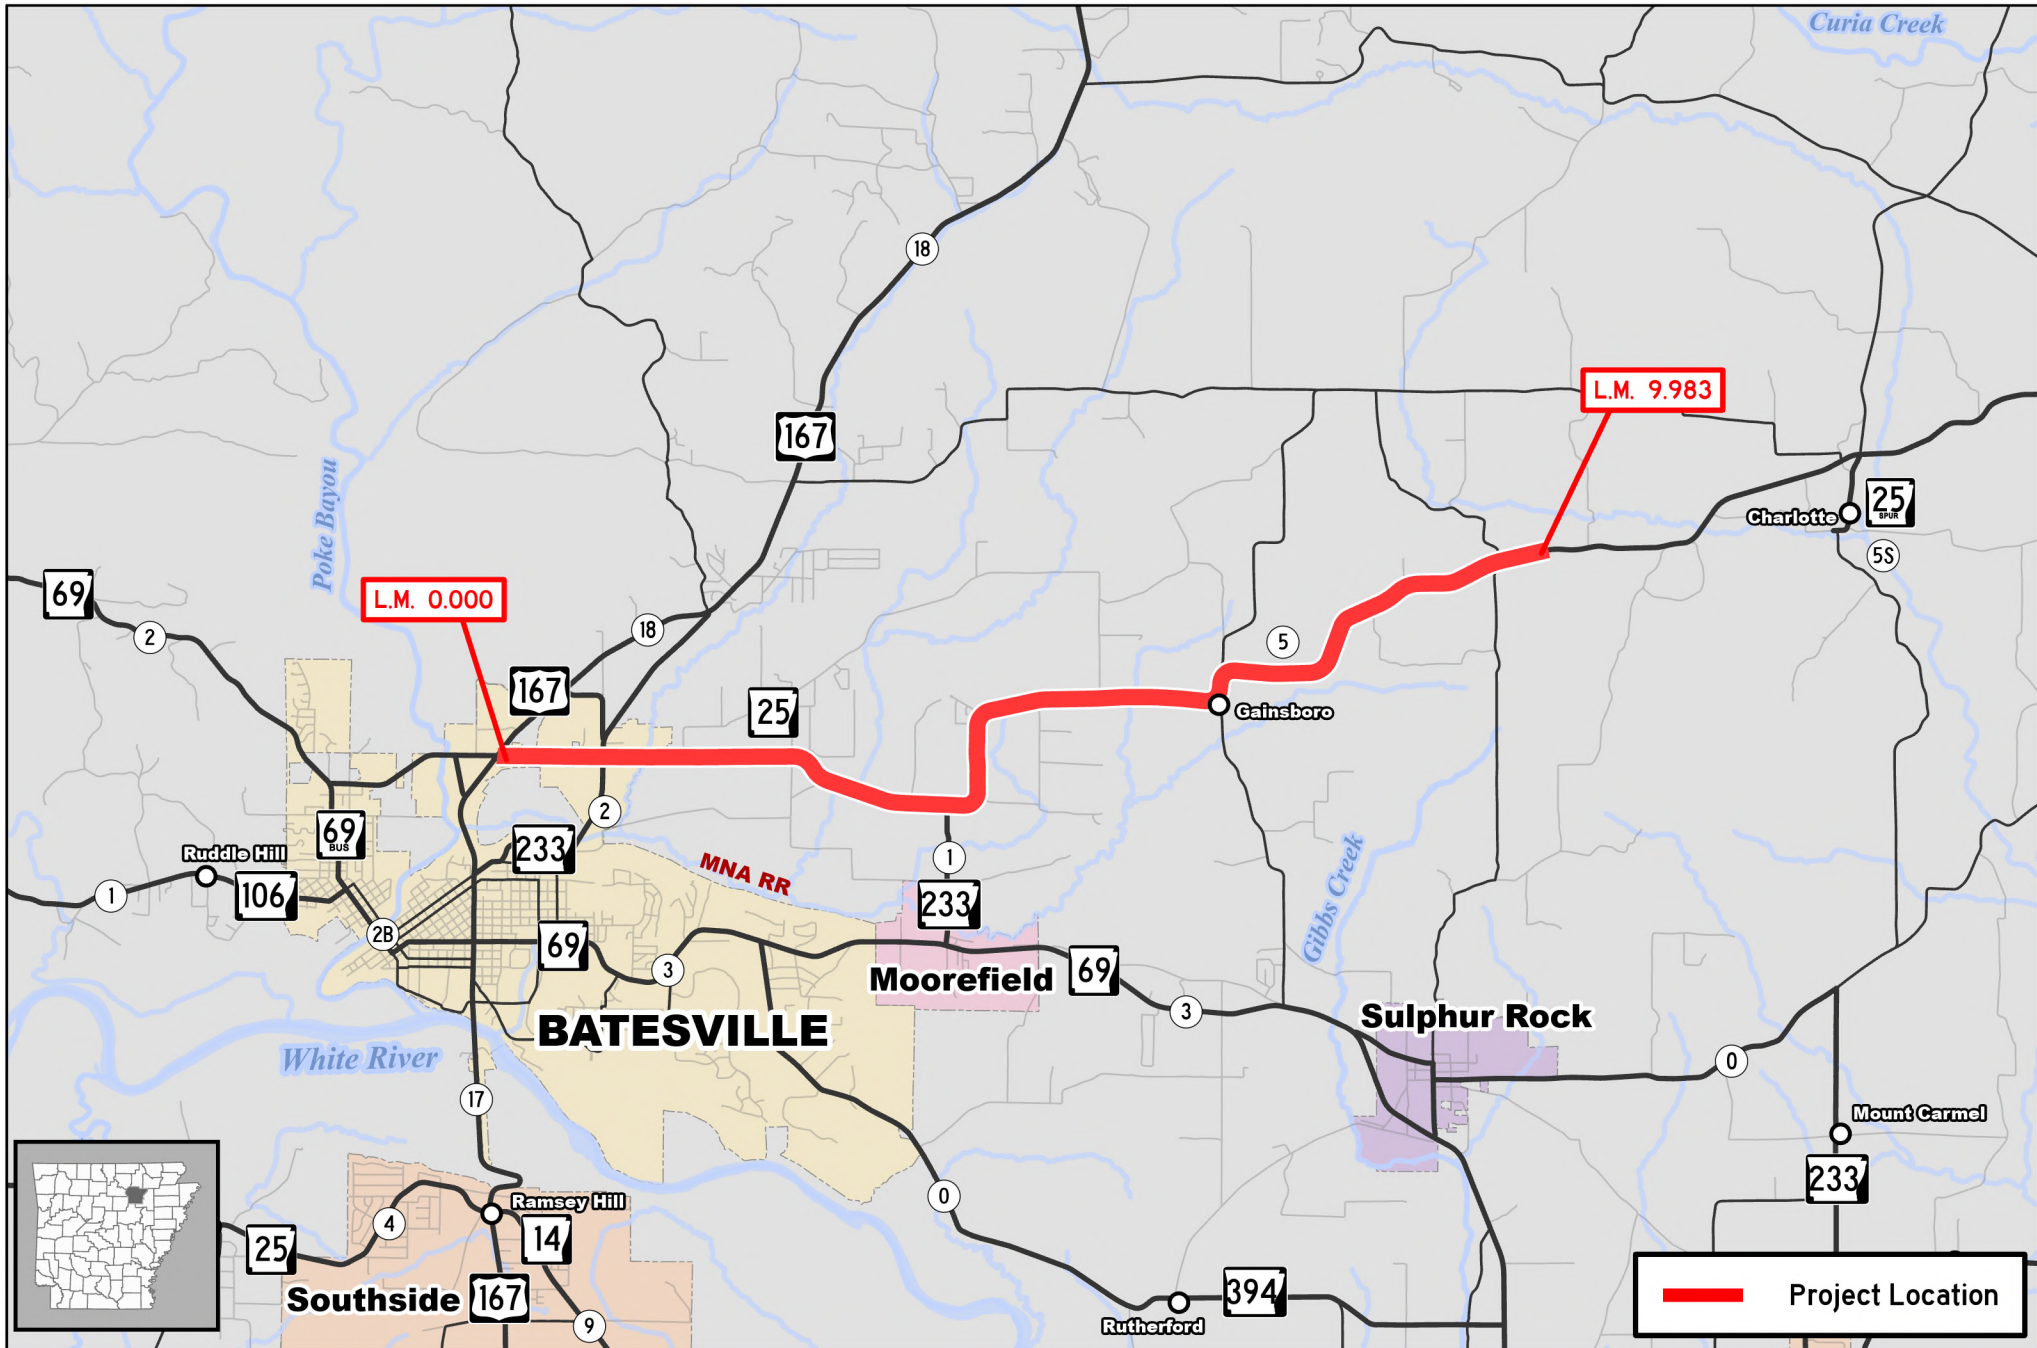 Curia Creek
18
L.M. 9.983
167
Poke Bayou
25
SPUR
Charlotte
5S
69
L.M. 0.000
2
18
5
167
25
Gainsboro
2
69
BUS
233
Ruddle Hill
MNA RR
1
1
106
233
Gibbs Creek
2B
69
3
Moorefield
69
3
Sulphur Rock
BATESVILLE
White River
0
17
Mount Carmel
233
0
Ramsey Hill
4
14
25
Southside
167
394
Project Location
9
Rutherford